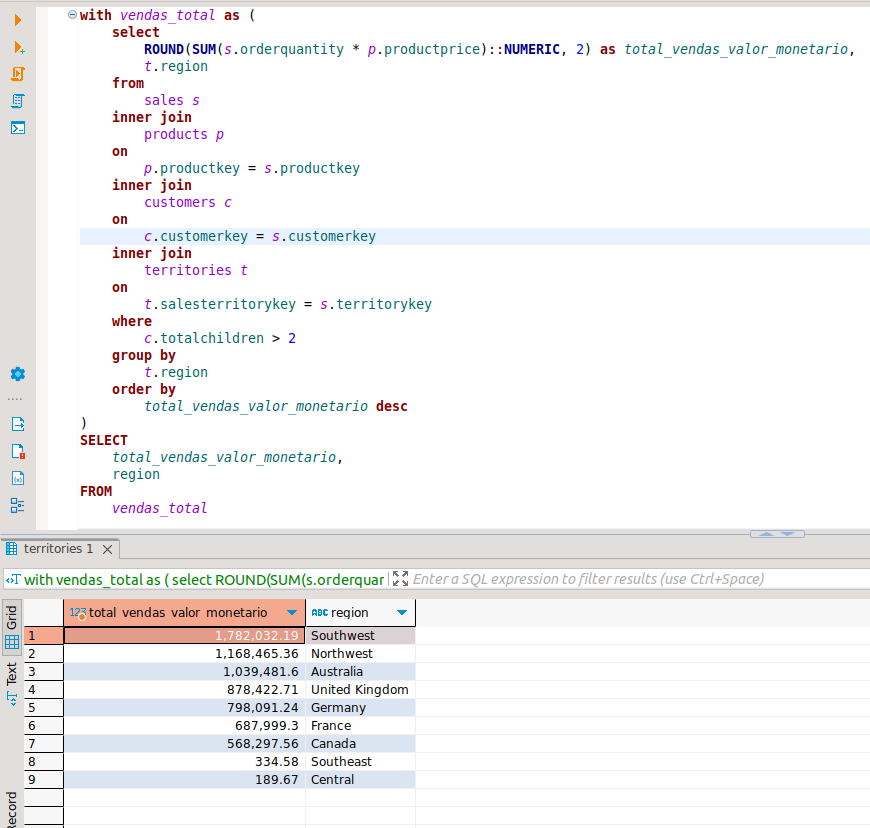 with vendas_total as (
select
ROUND(SUM(s.orderquantity * p.productprice)::NUMERIC, 2) as total_vendas_valor_monetario,
t.region
from
sales s
inner join
products p
on
p.productkey = s.productkey
inner join
customers c
on
c.customerkey = s.customerkey
inner join
territories t
on
t.salesterritorykey = s.territorykey
where
c.totalchildren > 2
group by
t.region
order by
total_vendas_valor_monetario desc
)
SELECT
total_vendas_valor_monetario,
region
FROM
vendas_total
territories 1
with vendas_total as ( select ROUND(SUM(s.orderquar Enter a SQL expression to filter results (use Ctrl+Space)
Grid
Text
Record
123 total_vendas_valor_monetario ABC region
1 1,782,032.19 Southwest
2 1,168,465.36 Northwest
3 1,039,481.6 Australia
4 878,422.71 United Kingdom
5 798,091.24 Germany
6 687,999.3 France
7 568,297.56 Canada
8 334.58 Southeast
9 189.67 Central